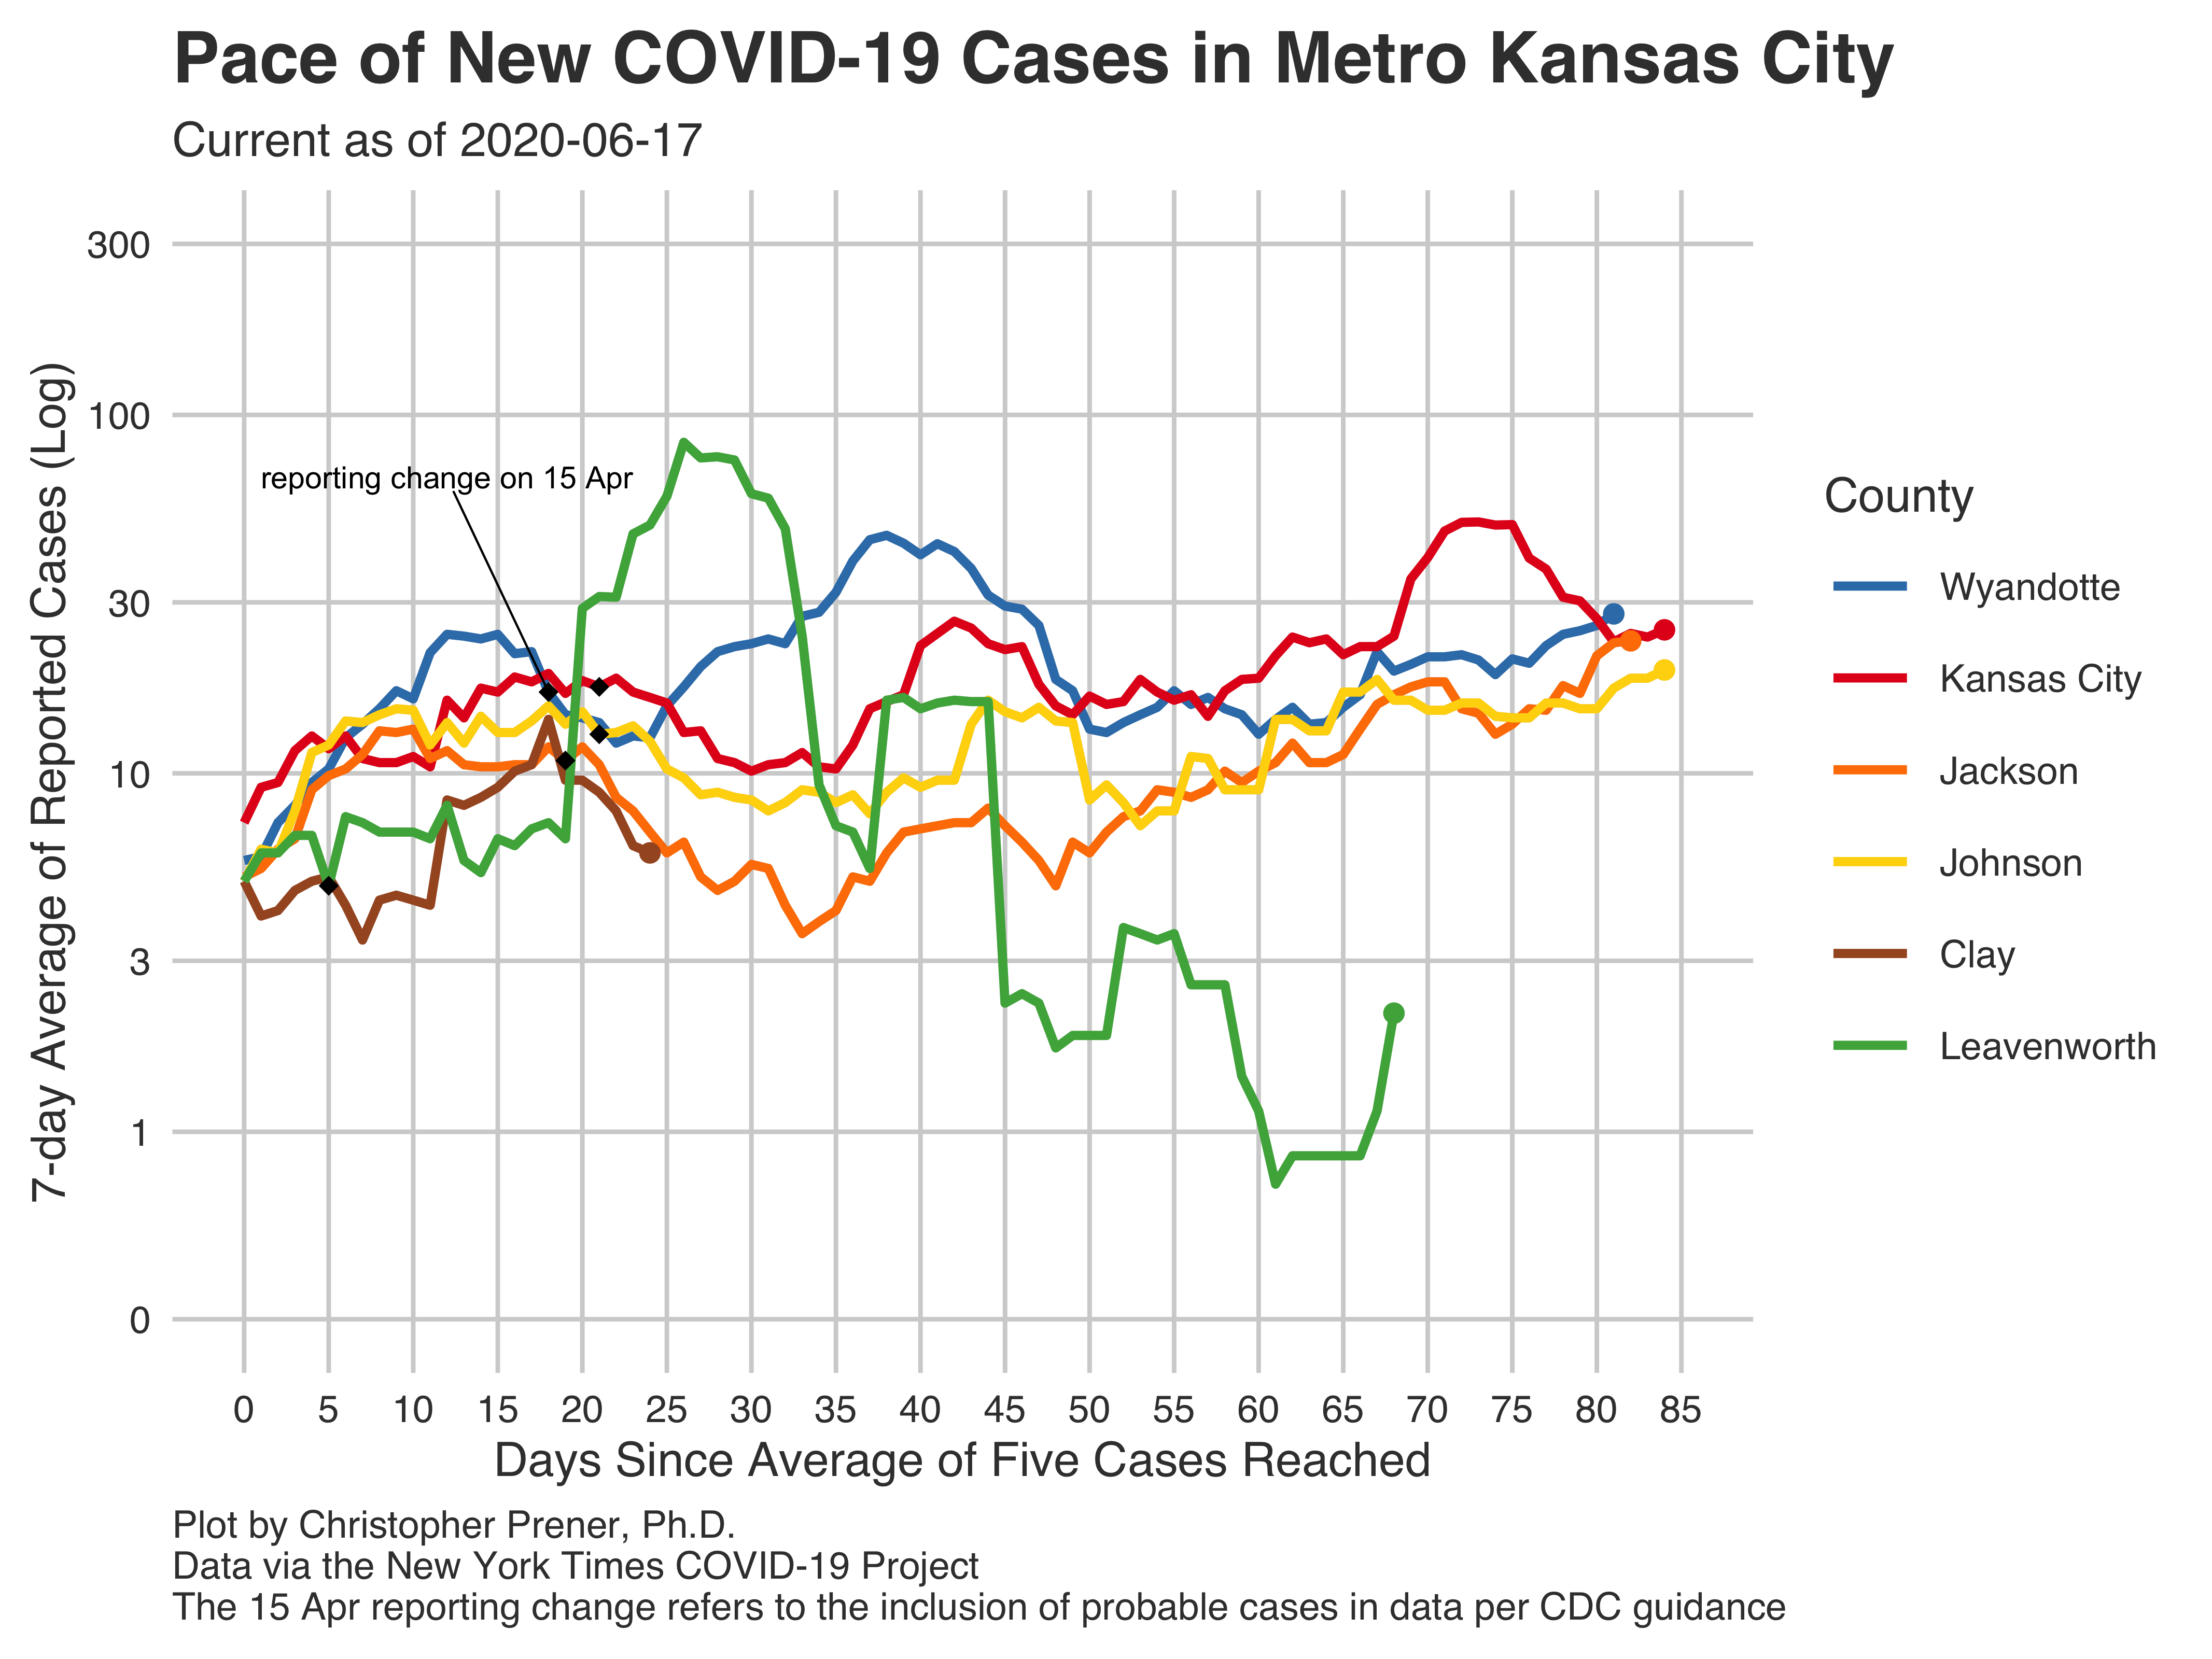 Pace of New COVID-19 Cases in Metro Kansas City
Current as of 2020-06-17
7-day Average of Reported Cases (Log)
300
100
30
10
3
1
0
reporting change on 15 Apr
0 5 10 15 20 25 30 35 40 45 50 55 60 65 70 75 80 85
Days Since Average of Five Cases Reached
County
Wyandotte
Kansas City
Jackson
Johnson
Clay
Leavenworth
Plot by Christopher Prener, Ph.D.
Data via the New York Times COVID-19 Project
The 15 Apr reporting change refers to the inclusion of probable cases in data per CDC guidance